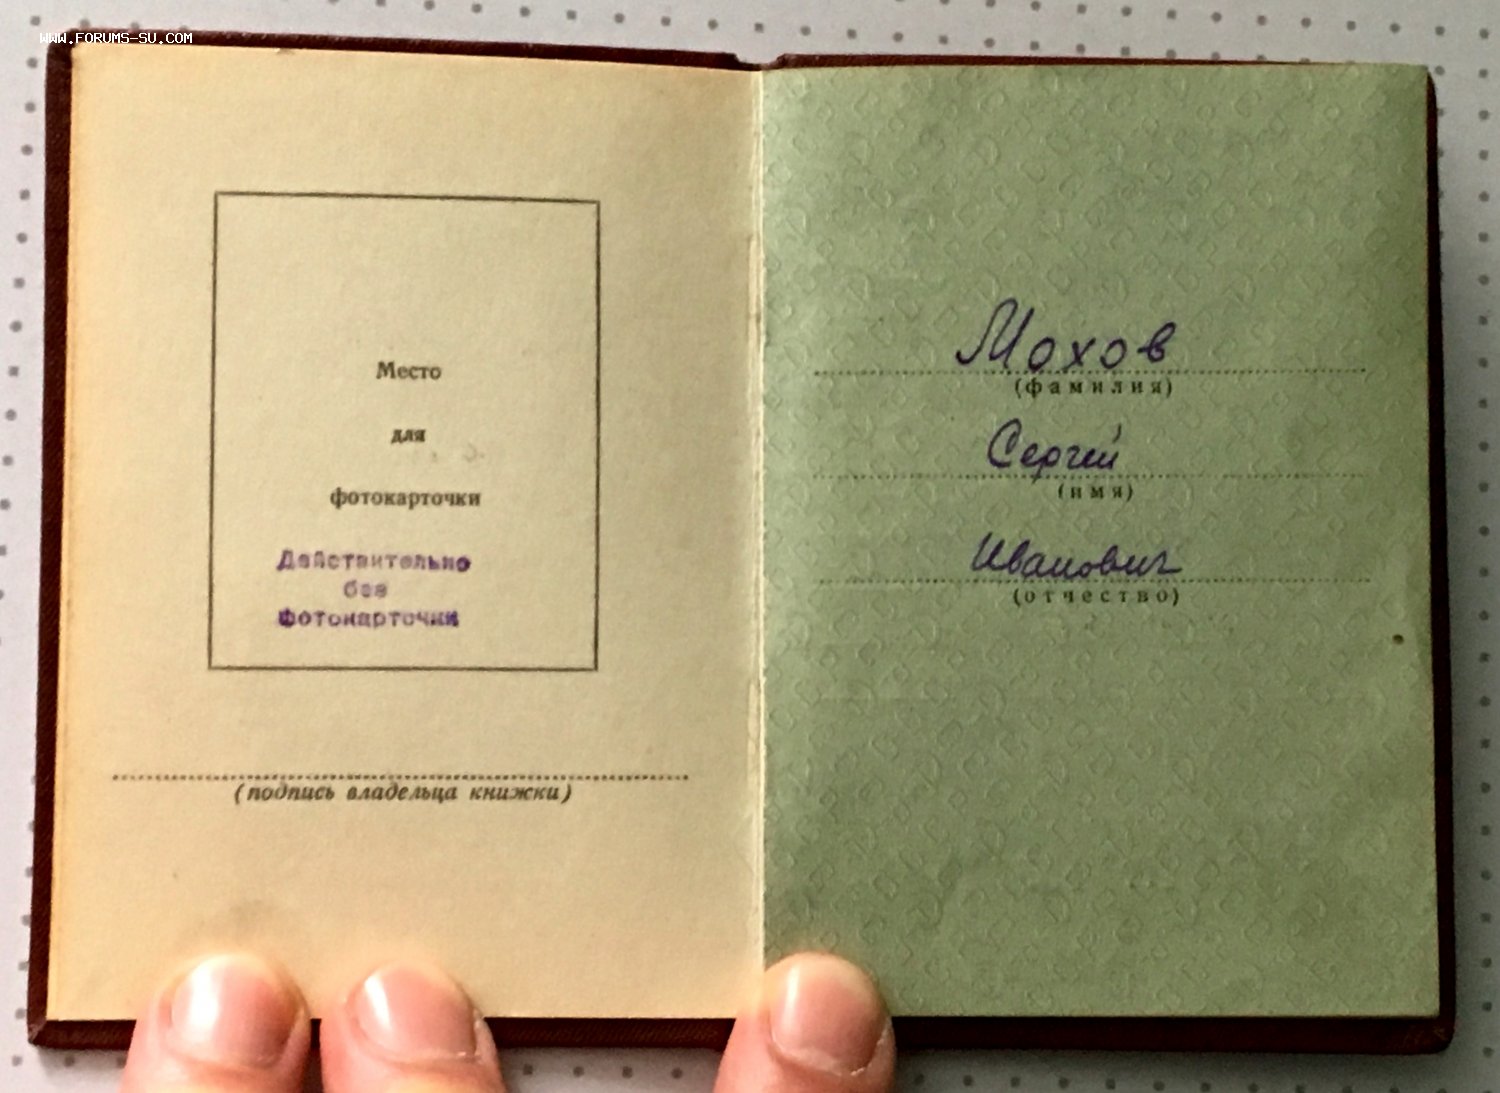 WWW.FORUMS-SU.COM
Место
для
фотокарточки
Действительно
без
фотокарточки
(подпись владельца книжки)
Мохов
(фамилия)
Сергей
(имя)
Иванович
(отчество)